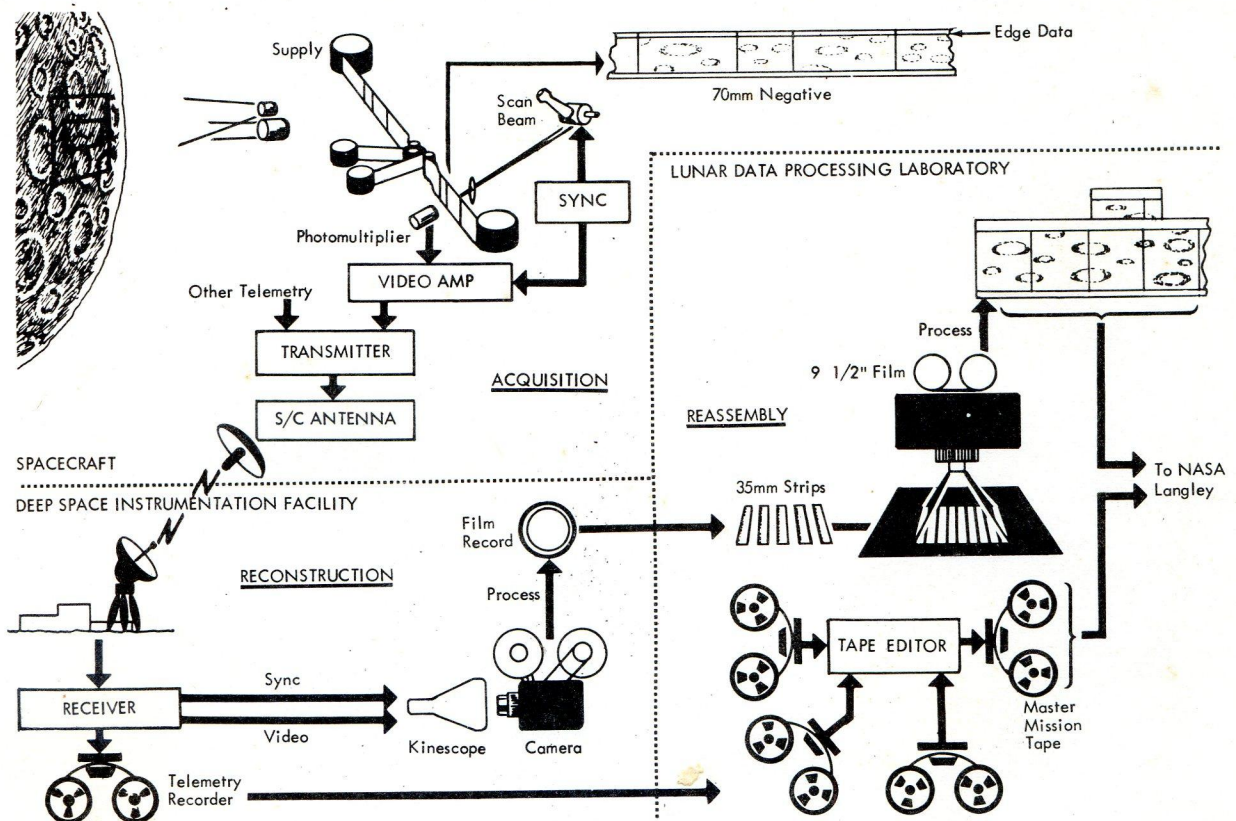 Supply
Edge Data
70mm Negative
Scan
Beam
SYNC
Photomultiplier
VIDEO AMP
Other Telemetry
TRANSMITTER
ACQUISITION
S/C ANTENNA
SPACECRAFT
LUNAR DATA PROCESSING LABORATORY
Process
9 1/2" Film
REASSEMBLY
35mm Strips
To NASA
Langley
DEEP SPACE INSTRUMENTATION FACILITY
RECONSTRUCTION
Film
Record
Process
RECEIVER
Sync
Video
Kinescope
Camera
Telemetry
Recorder
TAPE EDITOR
Master
Mission
Tape